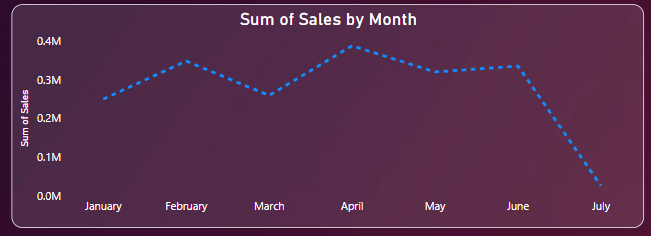 Sum of Sales by Month
Sum of Sales
0.4M
0.3M
0.2M
0.1M
0.0M
January February March April May June July